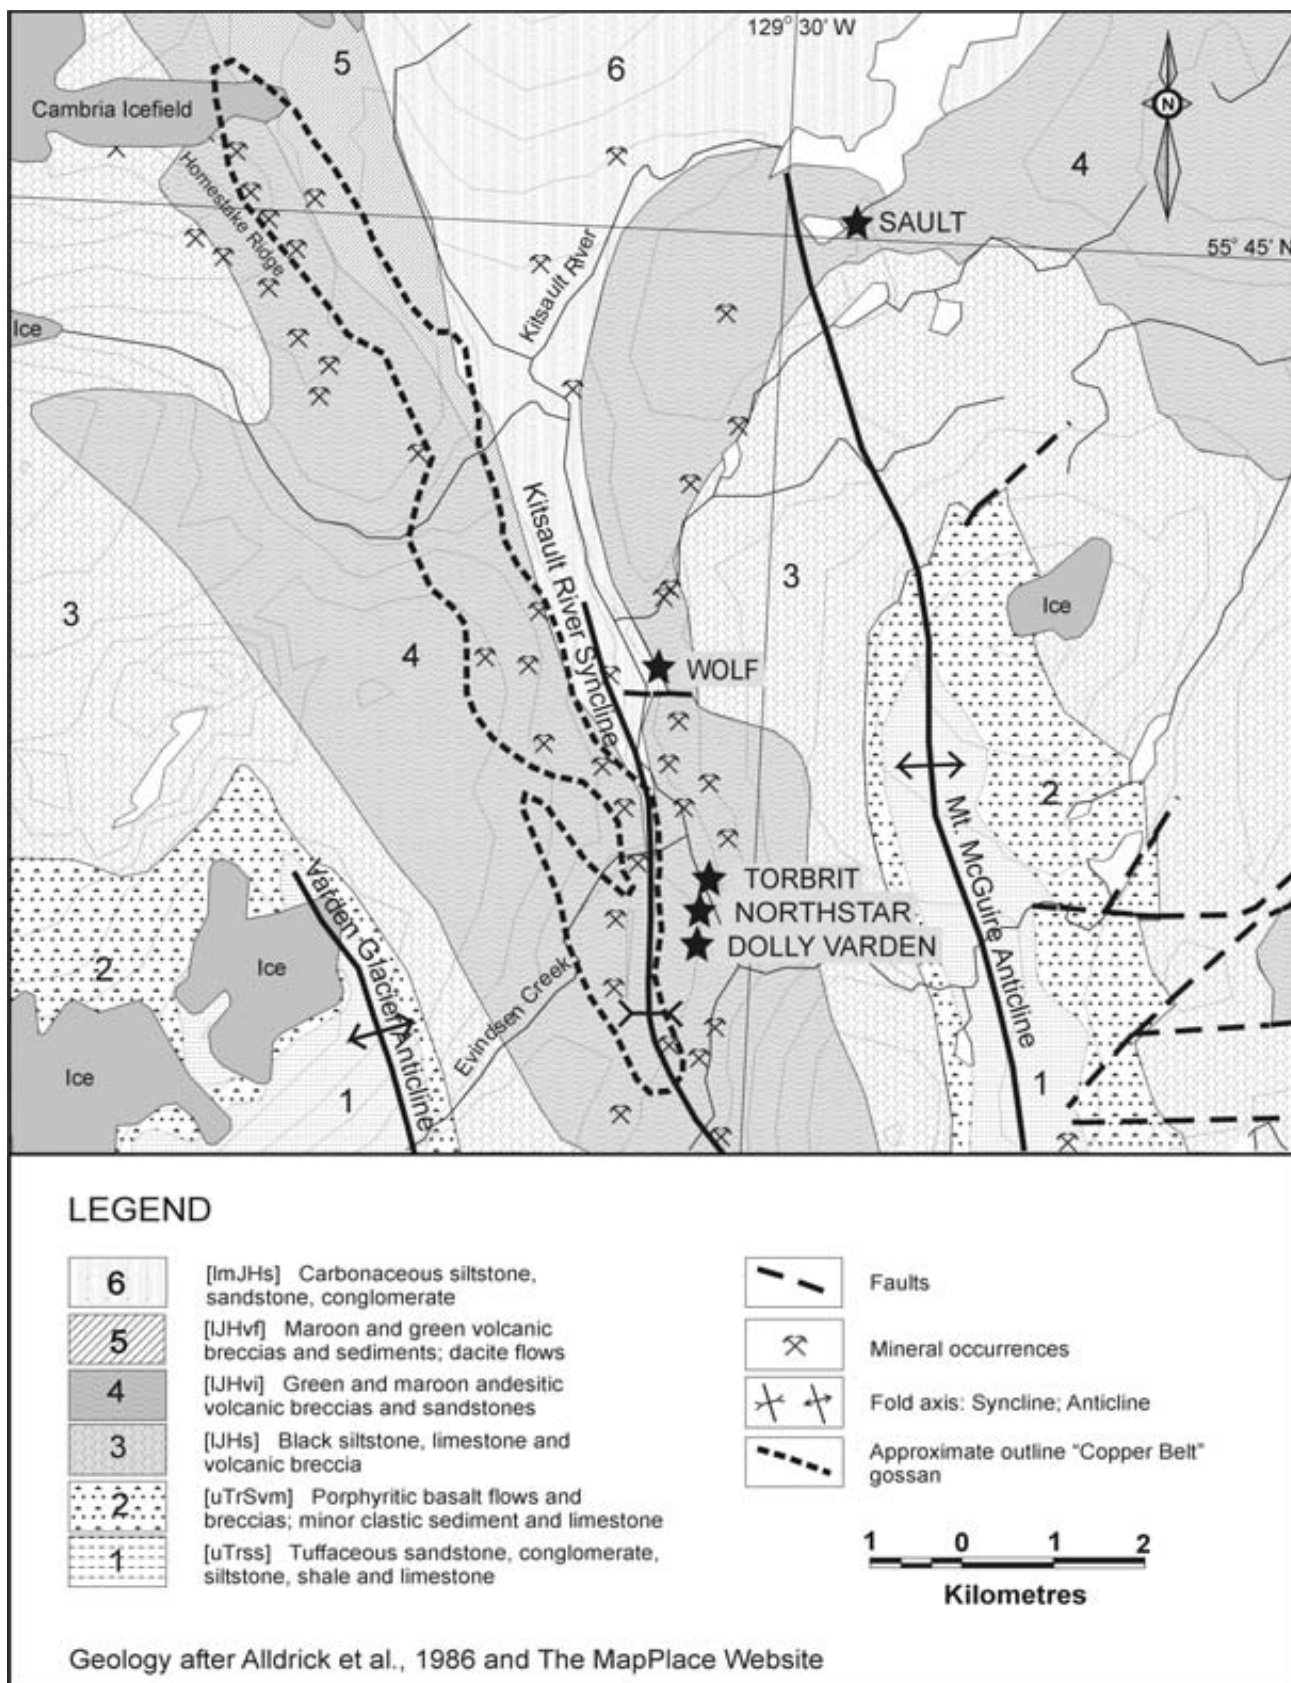 129° 30' W
5
6
Cambria Icefield
N
4
Homestake Ridge
SAULT
55° 45' N
Kitsault River
Ice
Kitsault River Syncline
3
3
Ice
4
WOLF
2
Mt. McGuire Anticline
Varden Glacier Anticline
TORBRIT
NORTHSTAR
DOLLY VARDEN
2
Ice
Evindsen Creek
Ice
1
1
LEGEND
6 [lmJHs] Carbonaceous siltstone,
sandstone, conglomerate
5 [lJHvf] Maroon and green volcanic
breccias and sediments; dacite flows
4 [lJHvi] Green and maroon andesitic
volcanic breccias and sandstones
3 [lJHs] Black siltstone, limestone and
volcanic breccia
2 [uTrSvm] Porphyritic basalt flows and
breccias; minor clastic sediment and limestone
1 [uTrss] Tuffaceous sandstone, conglomerate,
siltstone, shale and limestone
Faults
Mineral occurrences
Fold axis: Syncline; Anticline
Approximate outline "Copper Belt"
gossan
1 0 1 2
Kilometres
Geology after Alldrick et al., 1986 and The MapPlace Website